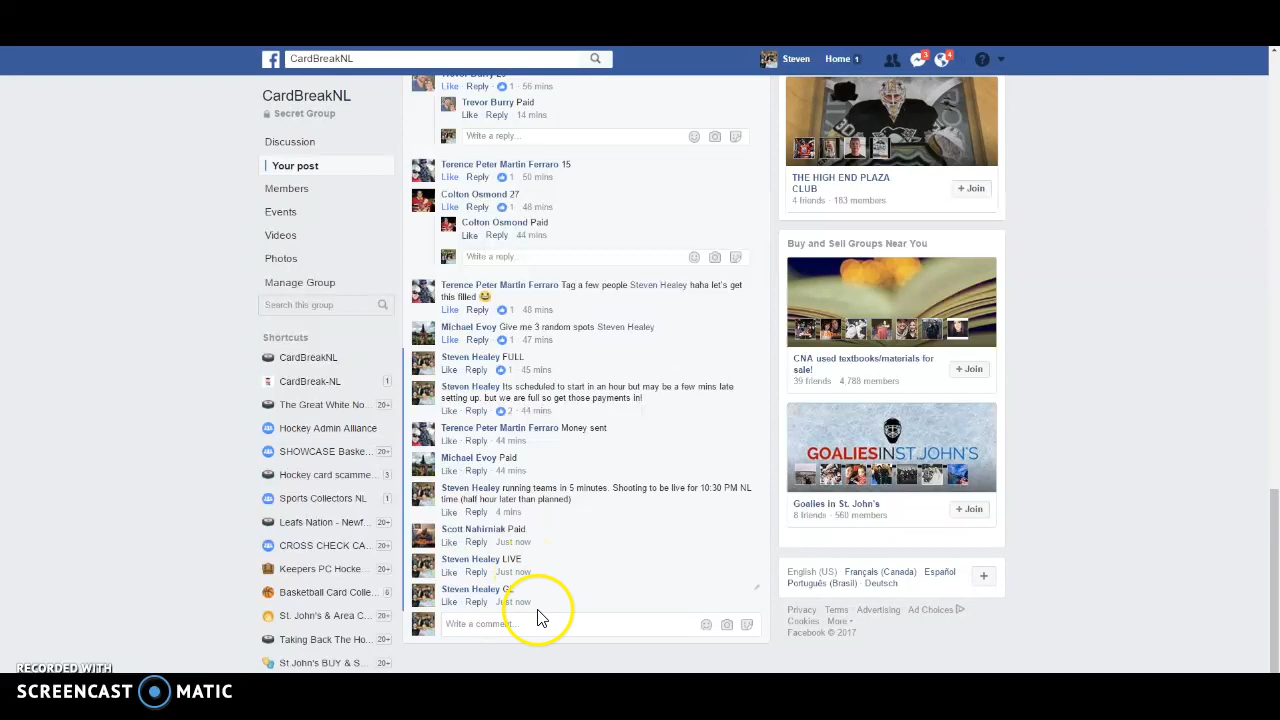 CardBreakNL
Steven
Home 1
3
4
CardBreakNL
Secret Group
Discussion
Your post
Members
Events
Videos
Photos
Manage Group
Search this group
Shortcuts
CardBreakNL
CardBreak-NL 1
The Great White No... 20+
Hockey Admin Alliance
SHOWCASE Baske... 20+
Hockey card scamme... 3
Sports Collectors NL 1
Leafs Nation - Newf... 20+
CROSS CHECK CA... 20+
Keepers PC Hocke... 20+
Basketball Card Colle... 6
St. John's & Area C... 20+
Taking Back The Ho... 20+
St.John's BUY & S... 20+
Like · Reply · 1 · 56 mins
Trevor Burry Paid
Like · Reply · 14 mins
Write a reply...
Terence Peter Martin Ferraro 15
Like · Reply · 1 · 50 mins
Colton Osmond 27
Like · Reply · 1 · 48 mins
Colton Osmond Paid
Like · Reply · 44 mins
Write a reply...
Terence Peter Martin Ferraro Tag a few people Steven Healey haha let's get
this filled 😂
Like · Reply · 1 · 48 mins
Michael Evoy Give me 3 random spots Steven Healey
Like · Reply · 1 · 47 mins
Steven Healey FULL
Like · Reply · 1 · 45 mins
Steven Healey Its scheduled to start in an hour but may be a few mins late
setting up. but we are full so get those payments in!
Like · Reply · 2 · 44 mins
Terence Peter Martin Ferraro Money sent
Like · Reply · 44 mins
Michael Evoy Paid
Like · Reply · 44 mins
Steven Healey running teams in 5 minutes. Shooting to be live for 10:30 PM NL
time (half hour later than planned)
Like · Reply · 4 mins
Scott Nahirniak Paid.
Like · Reply · Just now
Steven Healey LIVE
Like · Reply · Just now
Steven Healey GL
Like · Reply · Just now
Write a comment...
THE HIGH END PLAZA
CLUB
4 friends · 183 members
+ Join
Buy and Sell Groups Near You
CNA used textbooks/materials for
sale!
39 friends · 4,788 members
+ Join
GOALIESINST.JOHN'S
Goalies in St. John's
8 friends · 560 members
+ Join
English (US) · Français (Canada) · Español ·
Português (Brasil) · Deutsch
+
Privacy · Terms · Advertising · Ad Choices
Cookies · More
Facebook © 2017
RECORDED WITH
SCREENCAST MATIC